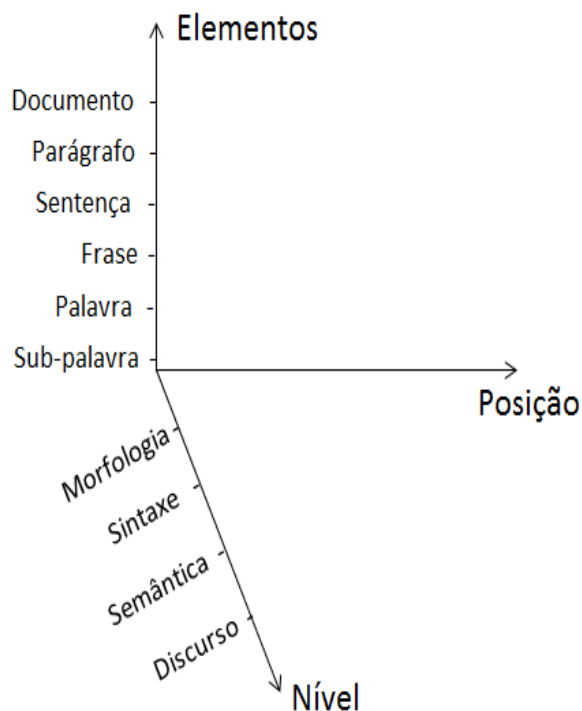 Elementos
Documento
Parágrafo
Sentença
Frase
Palavra
Sub-palavra
Posição
Morfologia
Sintaxe
Semântica
Discurso
Nível